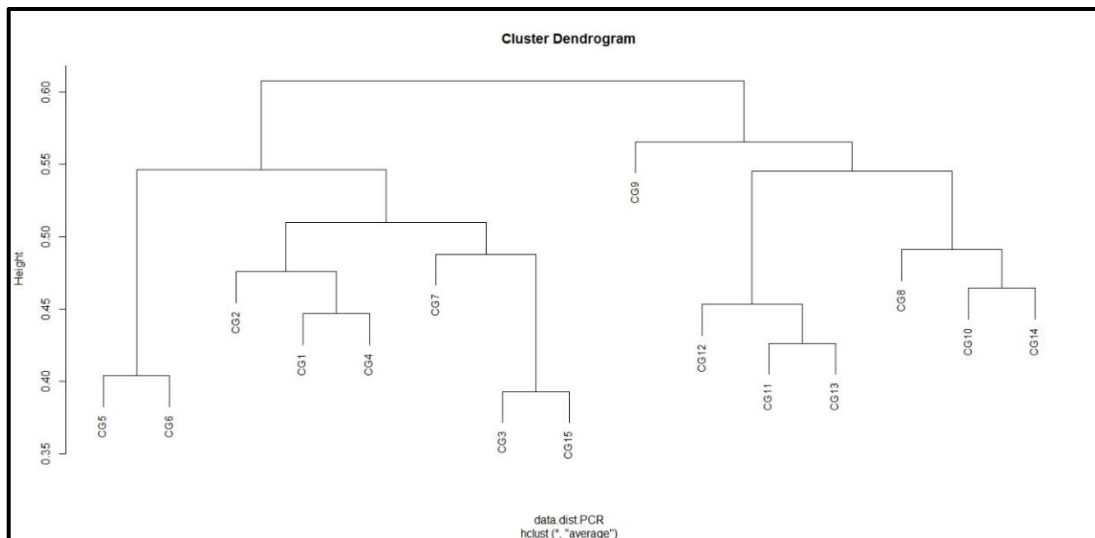 Cluster Dendrogram
Height
0.60
0.55
0.50
0.45
0.40
0.35
CG5
CG6
CG2
CG1
CG4
CG7
CG3
CG15
CG9
CG12
CG11
CG13
CG8
CG10
CG14
data.dist.PCR
hclust (*, "average")